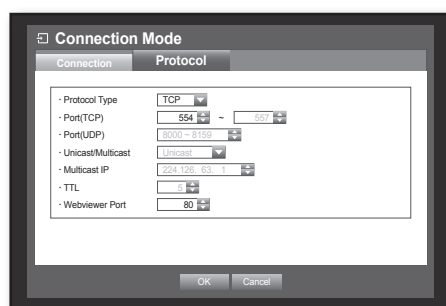 Connection Mode
Connection Protocol
· Protocol Type TCP
· Port(TCP) 554 ~ 557
· Port(UDP) 8000 ~ 8159
· Unicast/Multicast Unicast
· Multicast IP 224.126. 63. 1
· TTL 5
· Webviewer Port 80
OK Cancel